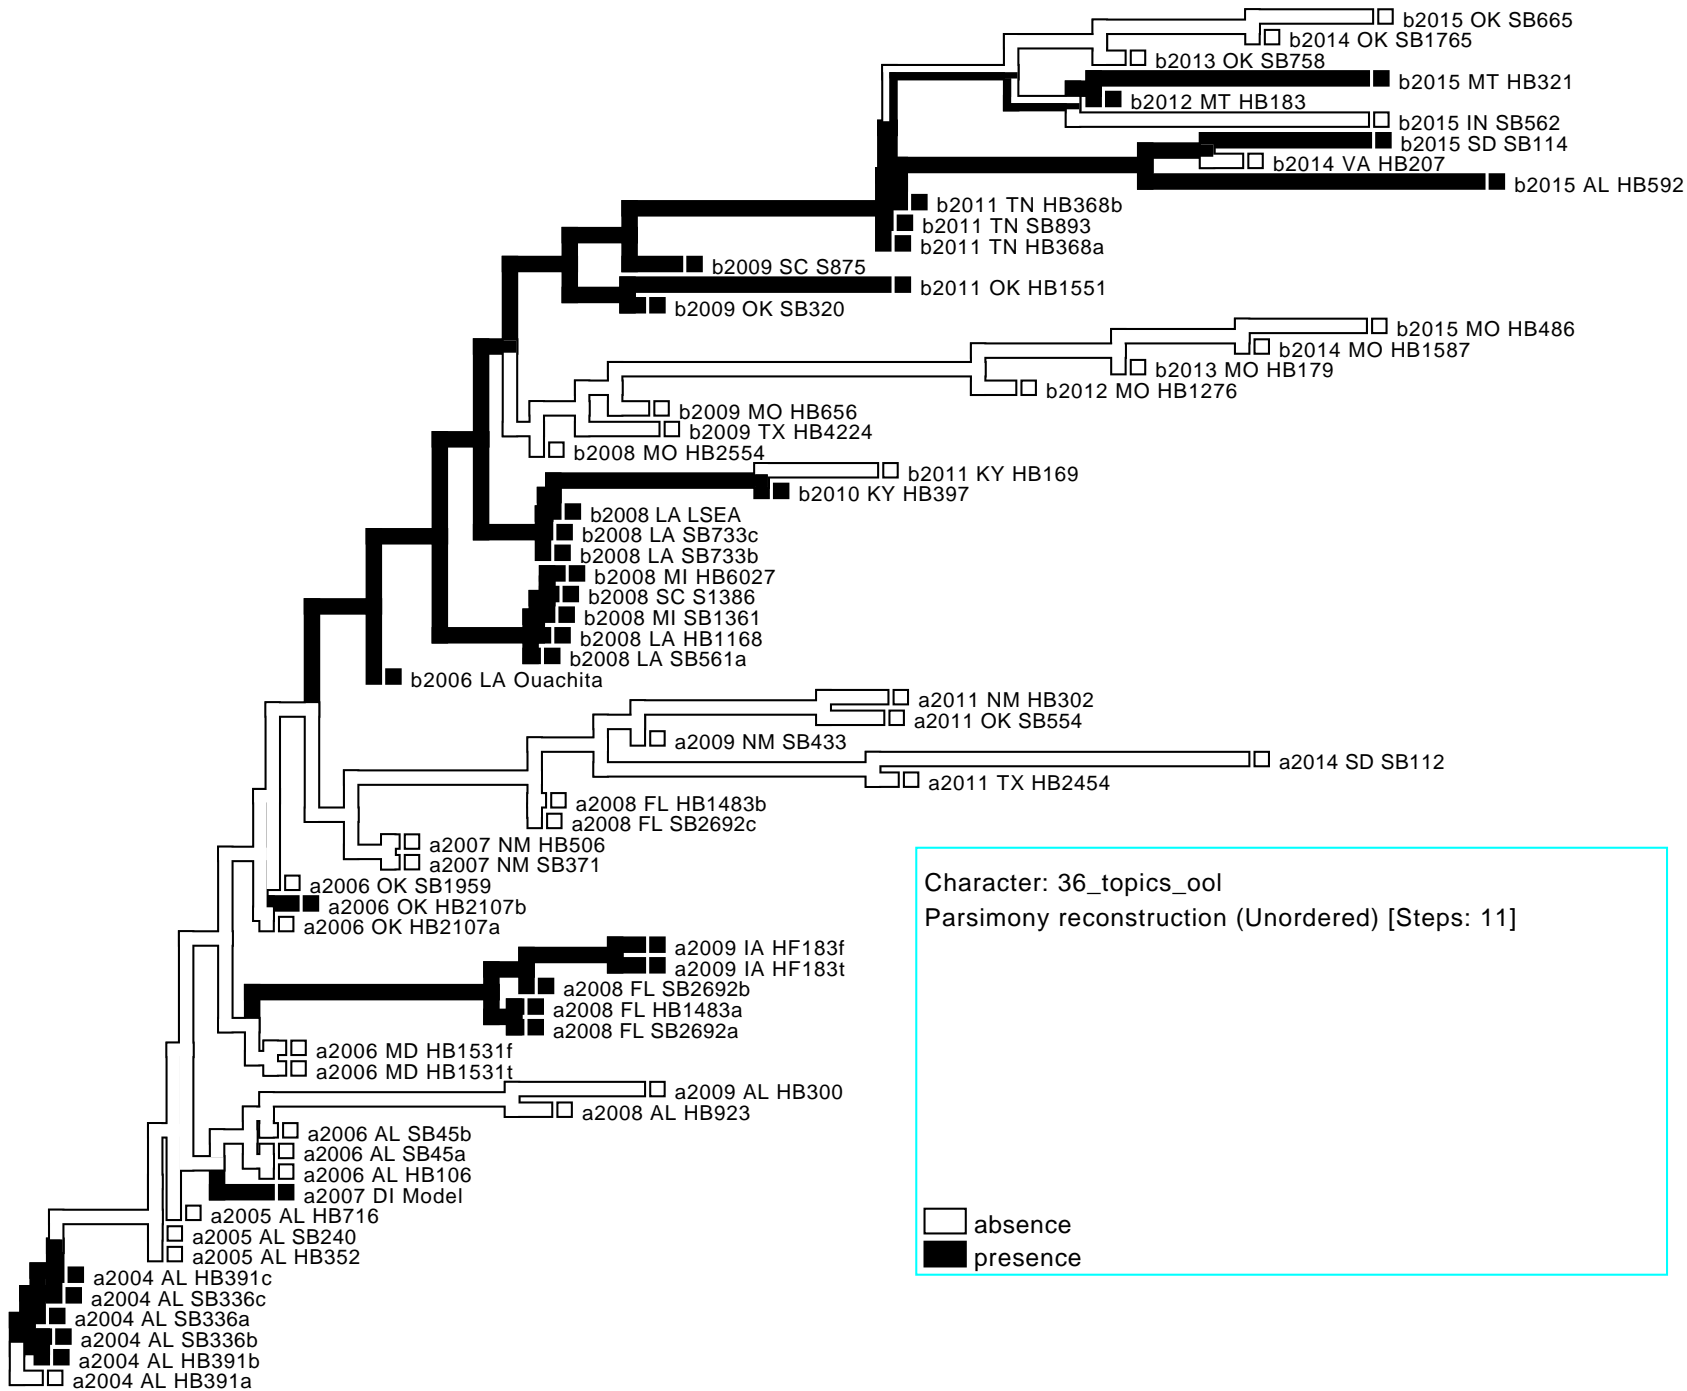 b2015 OK SB665
b2014 OK SB1765
b2013 OK SB758
b2015 MT HB321
b2012 MT HB183
b2015 IN SB562
b2015 SD SB114
b2014 VA HB207
b2015 AL HB592
b2011 TN HB368b
b2011 TN SB893
b2011 TN HB368a
b2009 SC S875
b2011 OK HB1551
b2009 OK SB320
b2015 MO HB486
b2014 MO HB1587
b2013 MO HB179
b2012 MO HB1276
b2009 MO HB656
b2009 TX HB4224
b2008 MO HB2554
b2011 KY HB169
b2010 KY HB397
b2008 LA LSEA
b2008 LA SB733c
b2008 LA SB733b
b2008 MI HB6027
b2008 SC S1386
b2008 MI SB1361
b2008 LA HB1168
b2008 LA SB561a
b2006 LA Ouachita
a2011 NM HB302
a2011 OK SB554
a2009 NM SB433
a2014 SD SB112
a2011 TX HB2454
a2008 FL HB1483b
a2008 FL SB2692c
a2007 NM HB506
a2007 NM SB371
a2006 OK SB1959
a2006 OK HB2107b
a2006 OK HB2107a
a2009 IA HF183f
a2009 IA HF183t
a2008 FL SB2692b
a2008 FL HB1483a
a2008 FL SB2692a
a2006 MD HB1531f
a2006 MD HB1531t
a2009 AL HB300
a2008 AL HB923
a2006 AL SB45b
a2006 AL SB45a
a2006 AL HB106
a2007 DI Model
a2005 AL HB716
a2005 AL SB240
a2005 AL HB352
a2004 AL HB391c
a2004 AL SB336c
a2004 AL SB336a
a2004 AL SB336b
a2004 AL HB391b
a2004 AL HB391a
Character: 36_topics_ool
Parsimony reconstruction (Unordered) [Steps: 11]
absence
presence